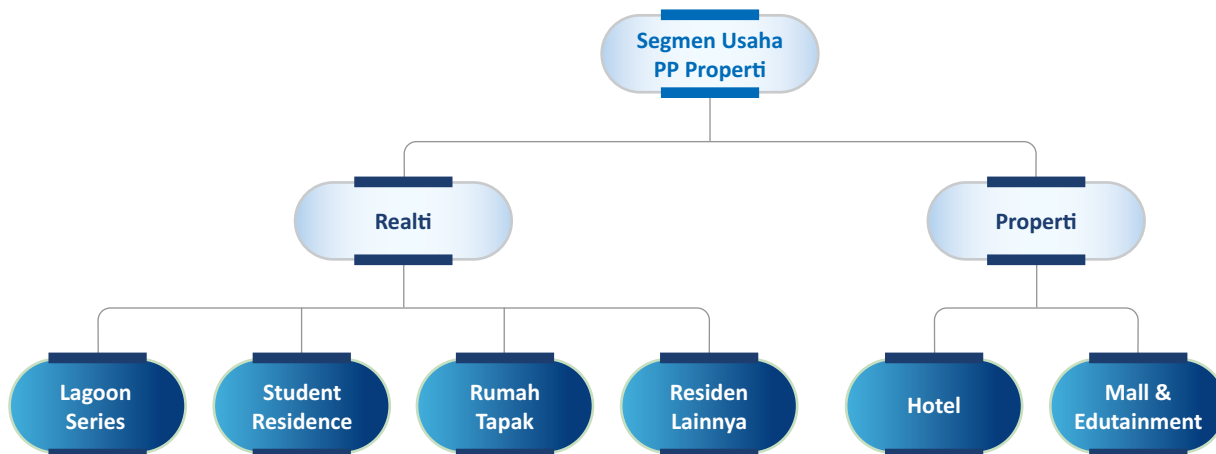 Segmen Usaha
PP Properti
Realti
Properti
Lagoon
Series
Student
Residence
Rumah
Tapak
Residen
Lainnya
Hotel
Mall &
Edutainment